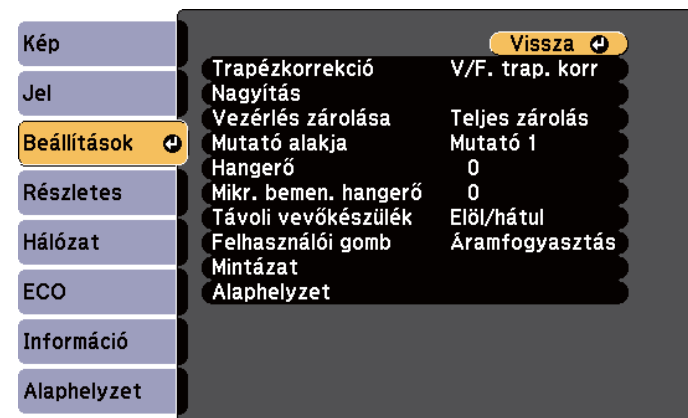 Kép
Jel
Beállítások
Részletes
Hálózat
ECO
Információ
Alaphelyzet
Vissza
Trapézkorrekció V/F. trap. korr
Nagyítás
Vezérlés zárolása Teljes zárolás
Mutató alakja Mutató 1
Hangerő 0
Mikr. bemen. hangerő 0
Távoli vevőkészülék Elöl/hátul
Felhasználói gomb Áramfogyasztás
Mintázat
Alaphelyzet